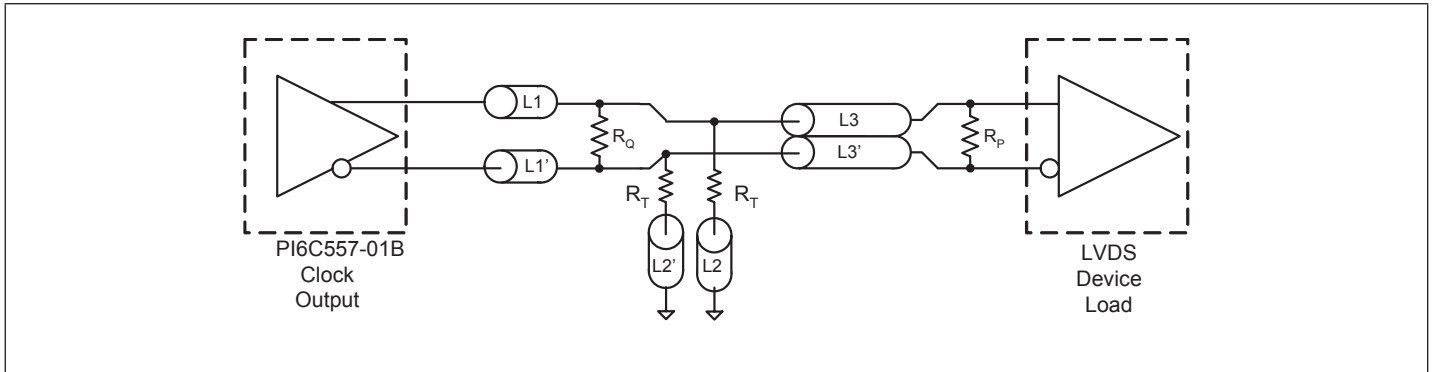 L1
R_Q
L3
R_P
L1'
L3'
R_T
R_T
L2'
L2
PI6C557-01B
Clock
Output
LVDS
Device
Load